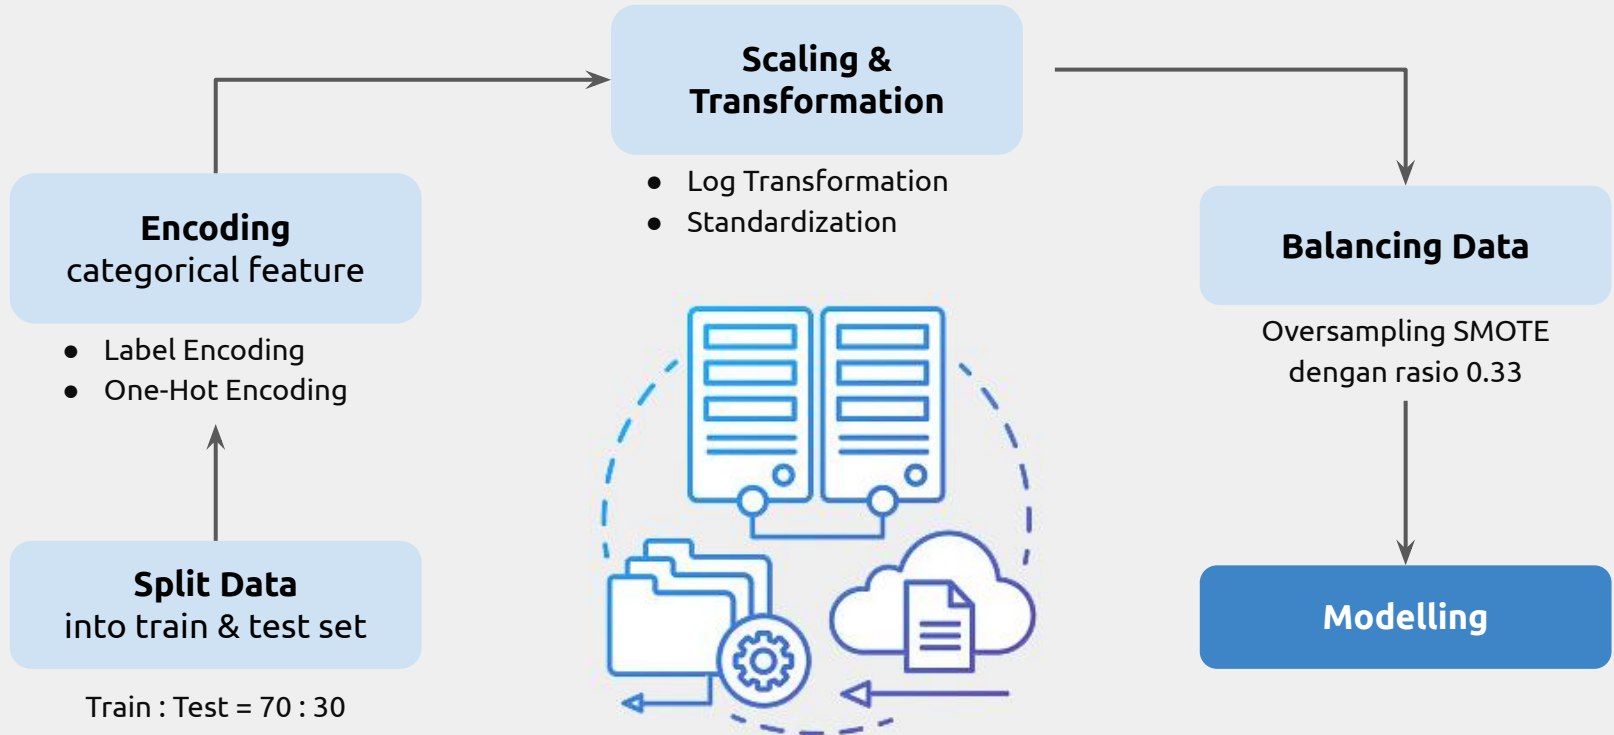 Split Data
into train & test set
Train : Test = 70 : 30
Encoding
categorical feature
● Label Encoding
● One-Hot Encoding
Scaling &
Transformation
● Log Transformation
● Standardization
Balancing Data
Oversampling SMOTE
dengan rasio 0.33
Modelling